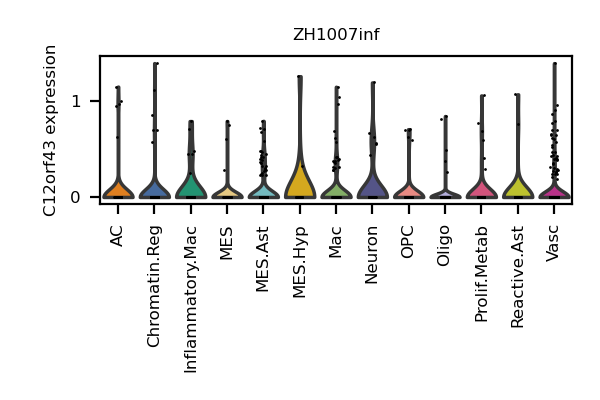 ZH1007inf
C12orf43 expression
1
0
AC
Chromatin.Reg
Inflammatory.Mac
MES
MES.Ast
MES.Hyp
Mac
Neuron
OPC
Oligo
Prolif.Metab
Reactive.Ast
Vasc